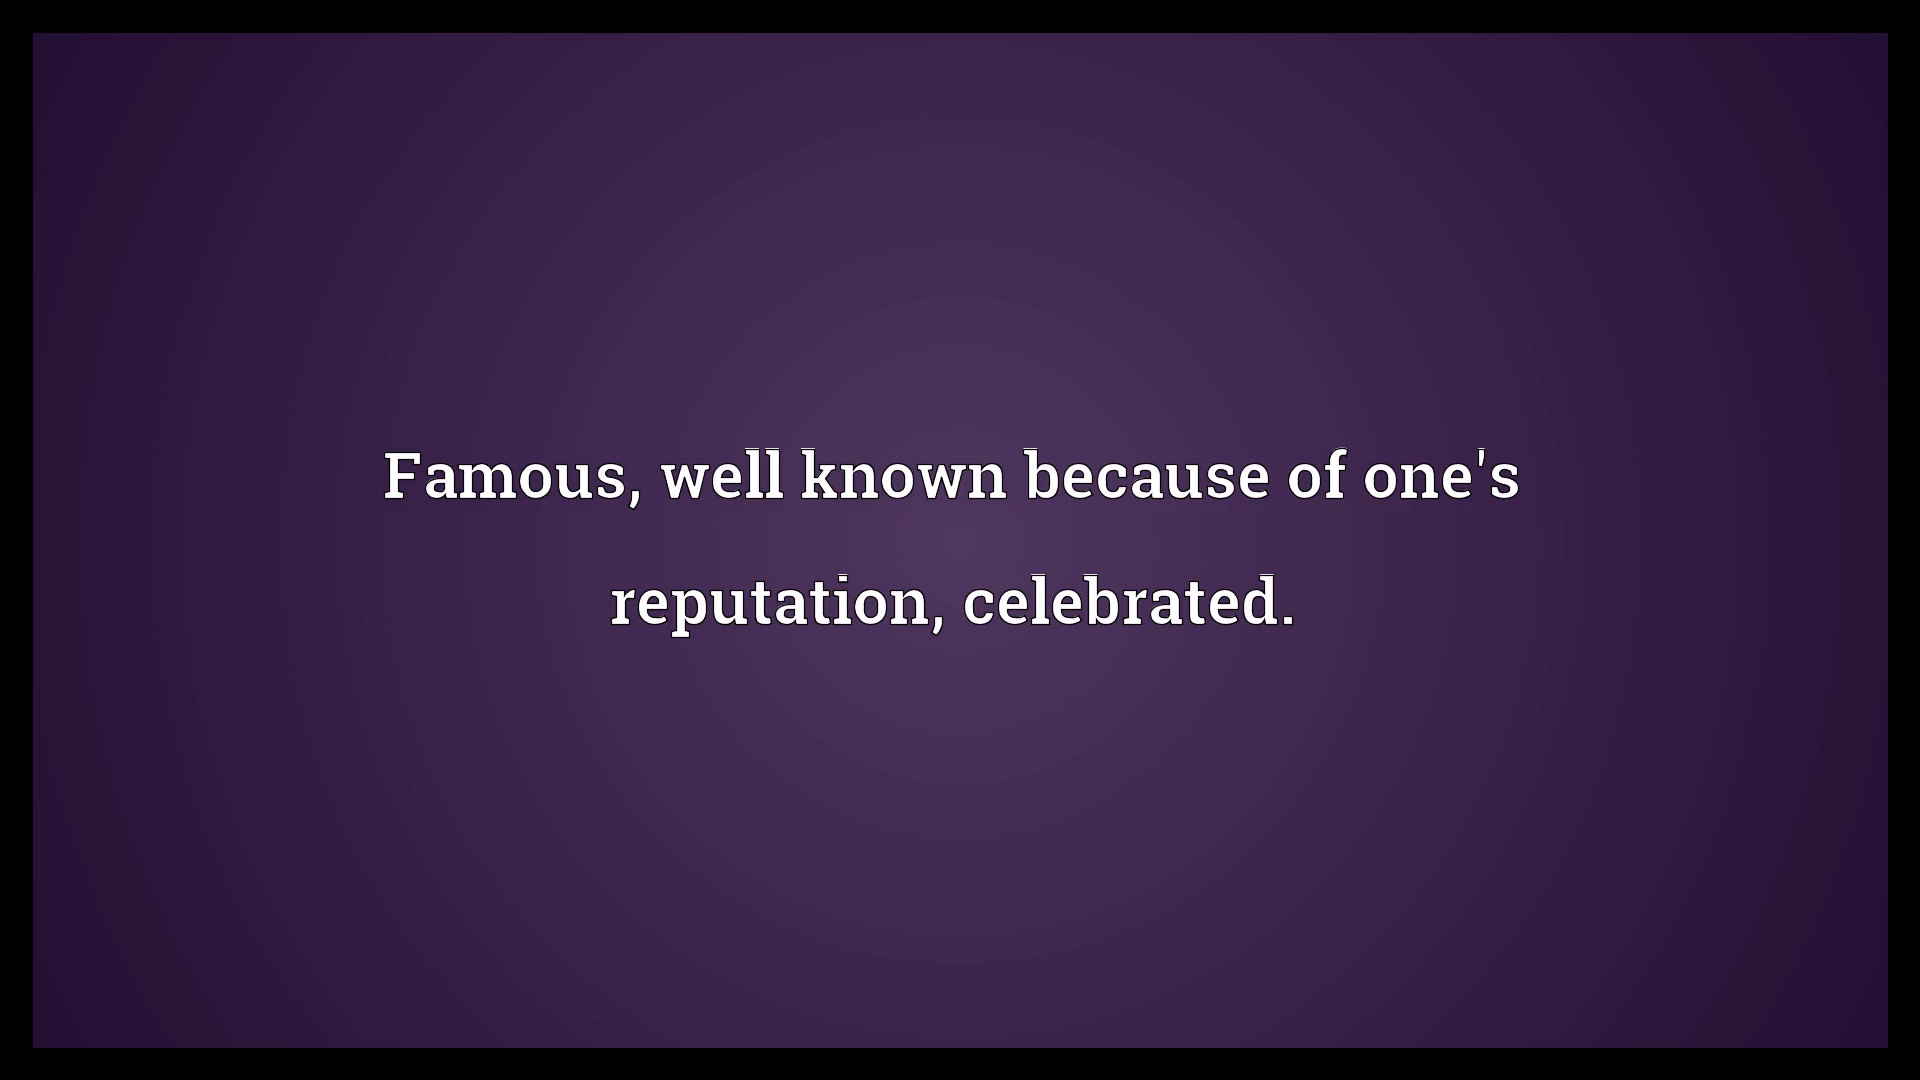 Famous, well known because of one's
reputation, celebrated.